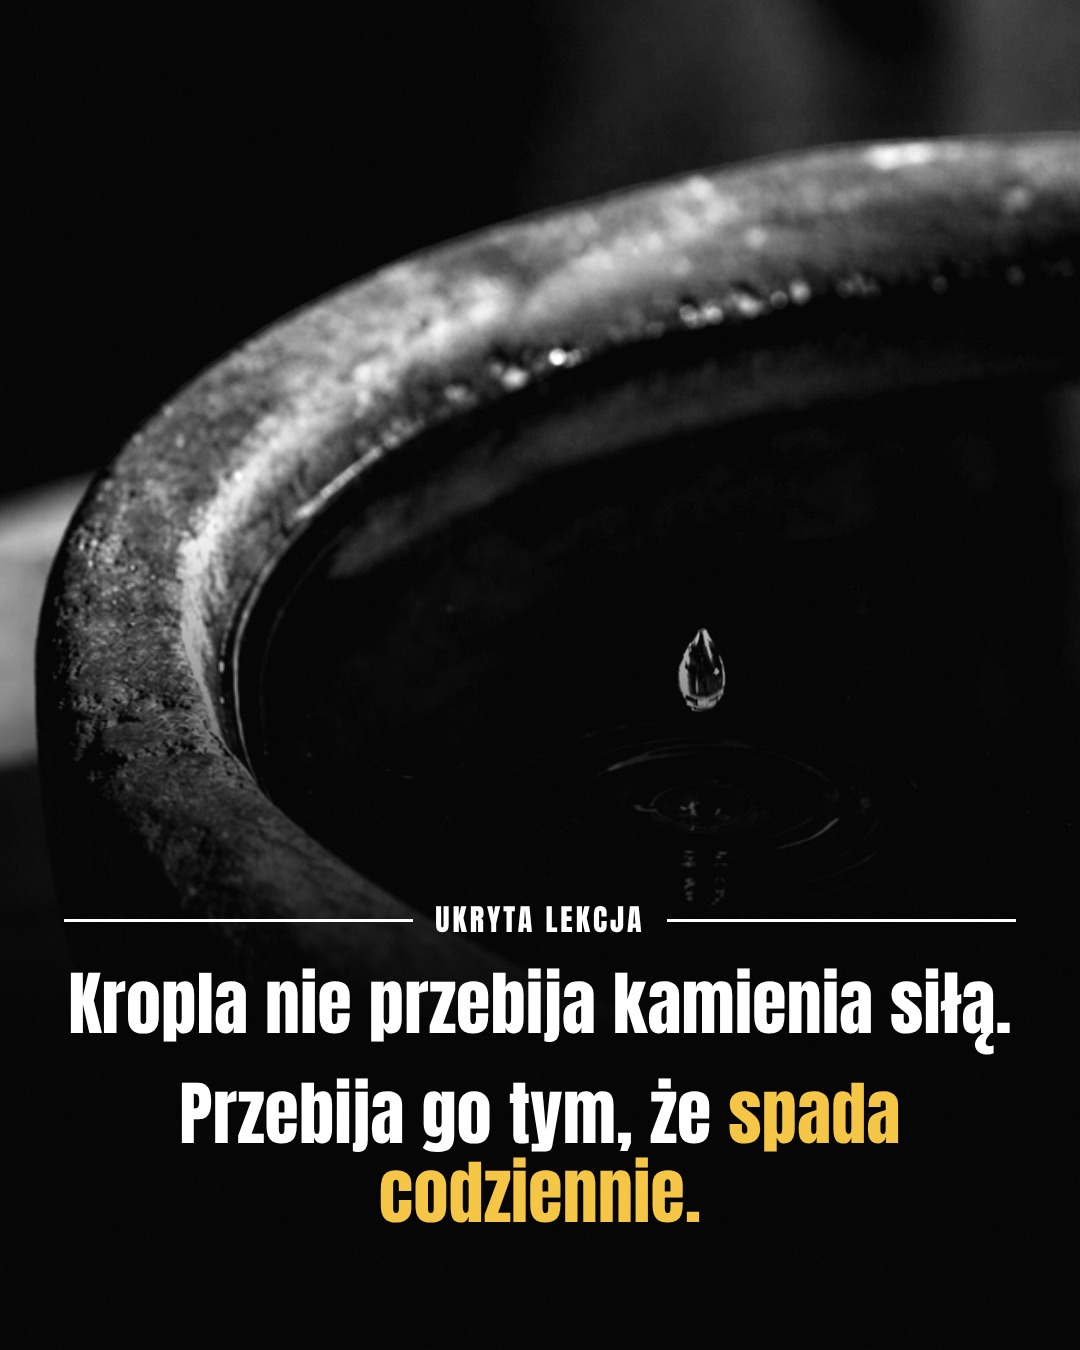 UKRYTA LEKCJA
Kropla nie przebija kamienia siłą.
Przebija go tym, że spada
codziennie.